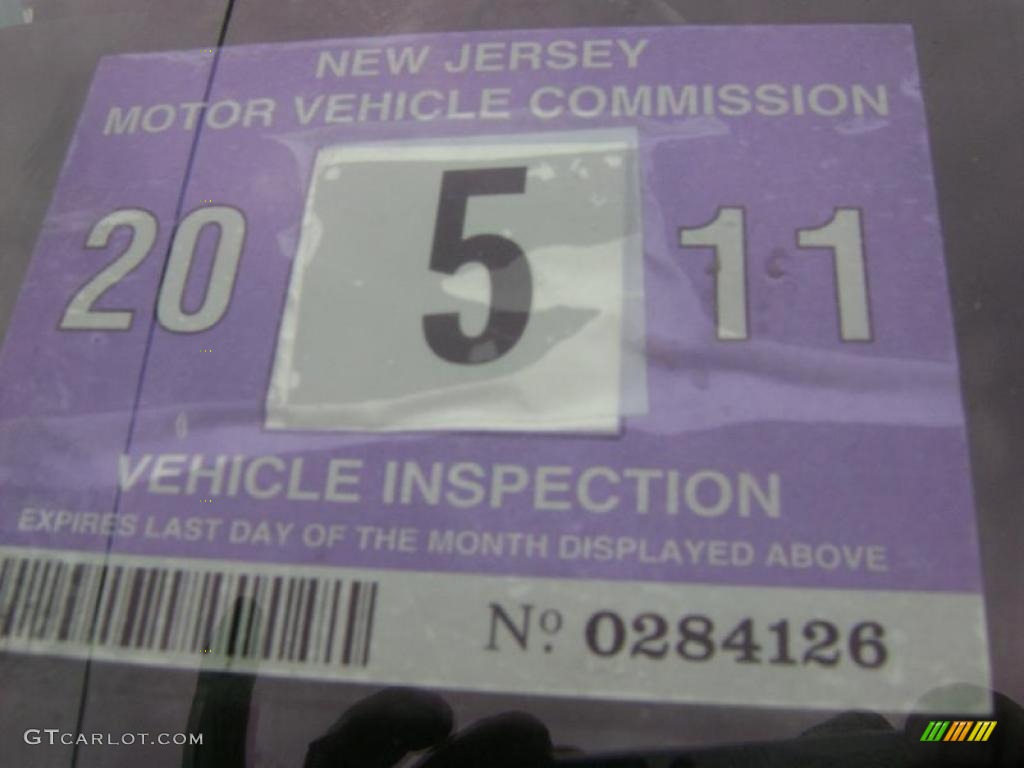 NEW JERSEY
MOTOR VEHICLE COMMISSION
20 5 11
VEHICLE INSPECTION
EXPIRES LAST DAY OF THE MONTH DISPLAYED ABOVE
Nº. 0284126
GTCARLOT.COM